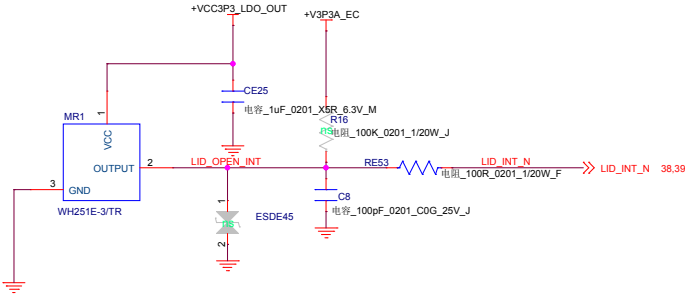 +VCC3P3_LDO_OUT
+V3P3A_EC
CE25
电容_1uF_0201_X5R_6.3V_M
MR1
1
VCC
R16
ns
电阻_100K_0201_1/20W_J
OUTPUT
2
LID_OPEN_INT
RE53
LID_INT_N
LID_INT_N 38,39
电阻_100R_0201_1/20W_F
3
GND
WH251E-3/TR
1
C8
电容_100pF_0201_C0G_25V_J
ESDE45
ns
2